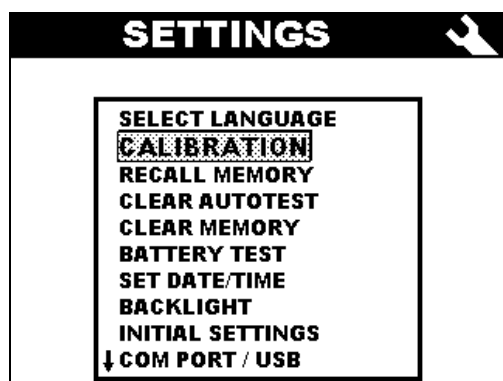 SETTINGS
SELECT LANGUAGE
CALIBRATION
RECALL MEMORY
CLEAR AUTOTEST
CLEAR MEMORY
BATTERY TEST
SET DATE/TIME
BACKLIGHT
INITIAL SETTINGS
↓ COM PORT / USB